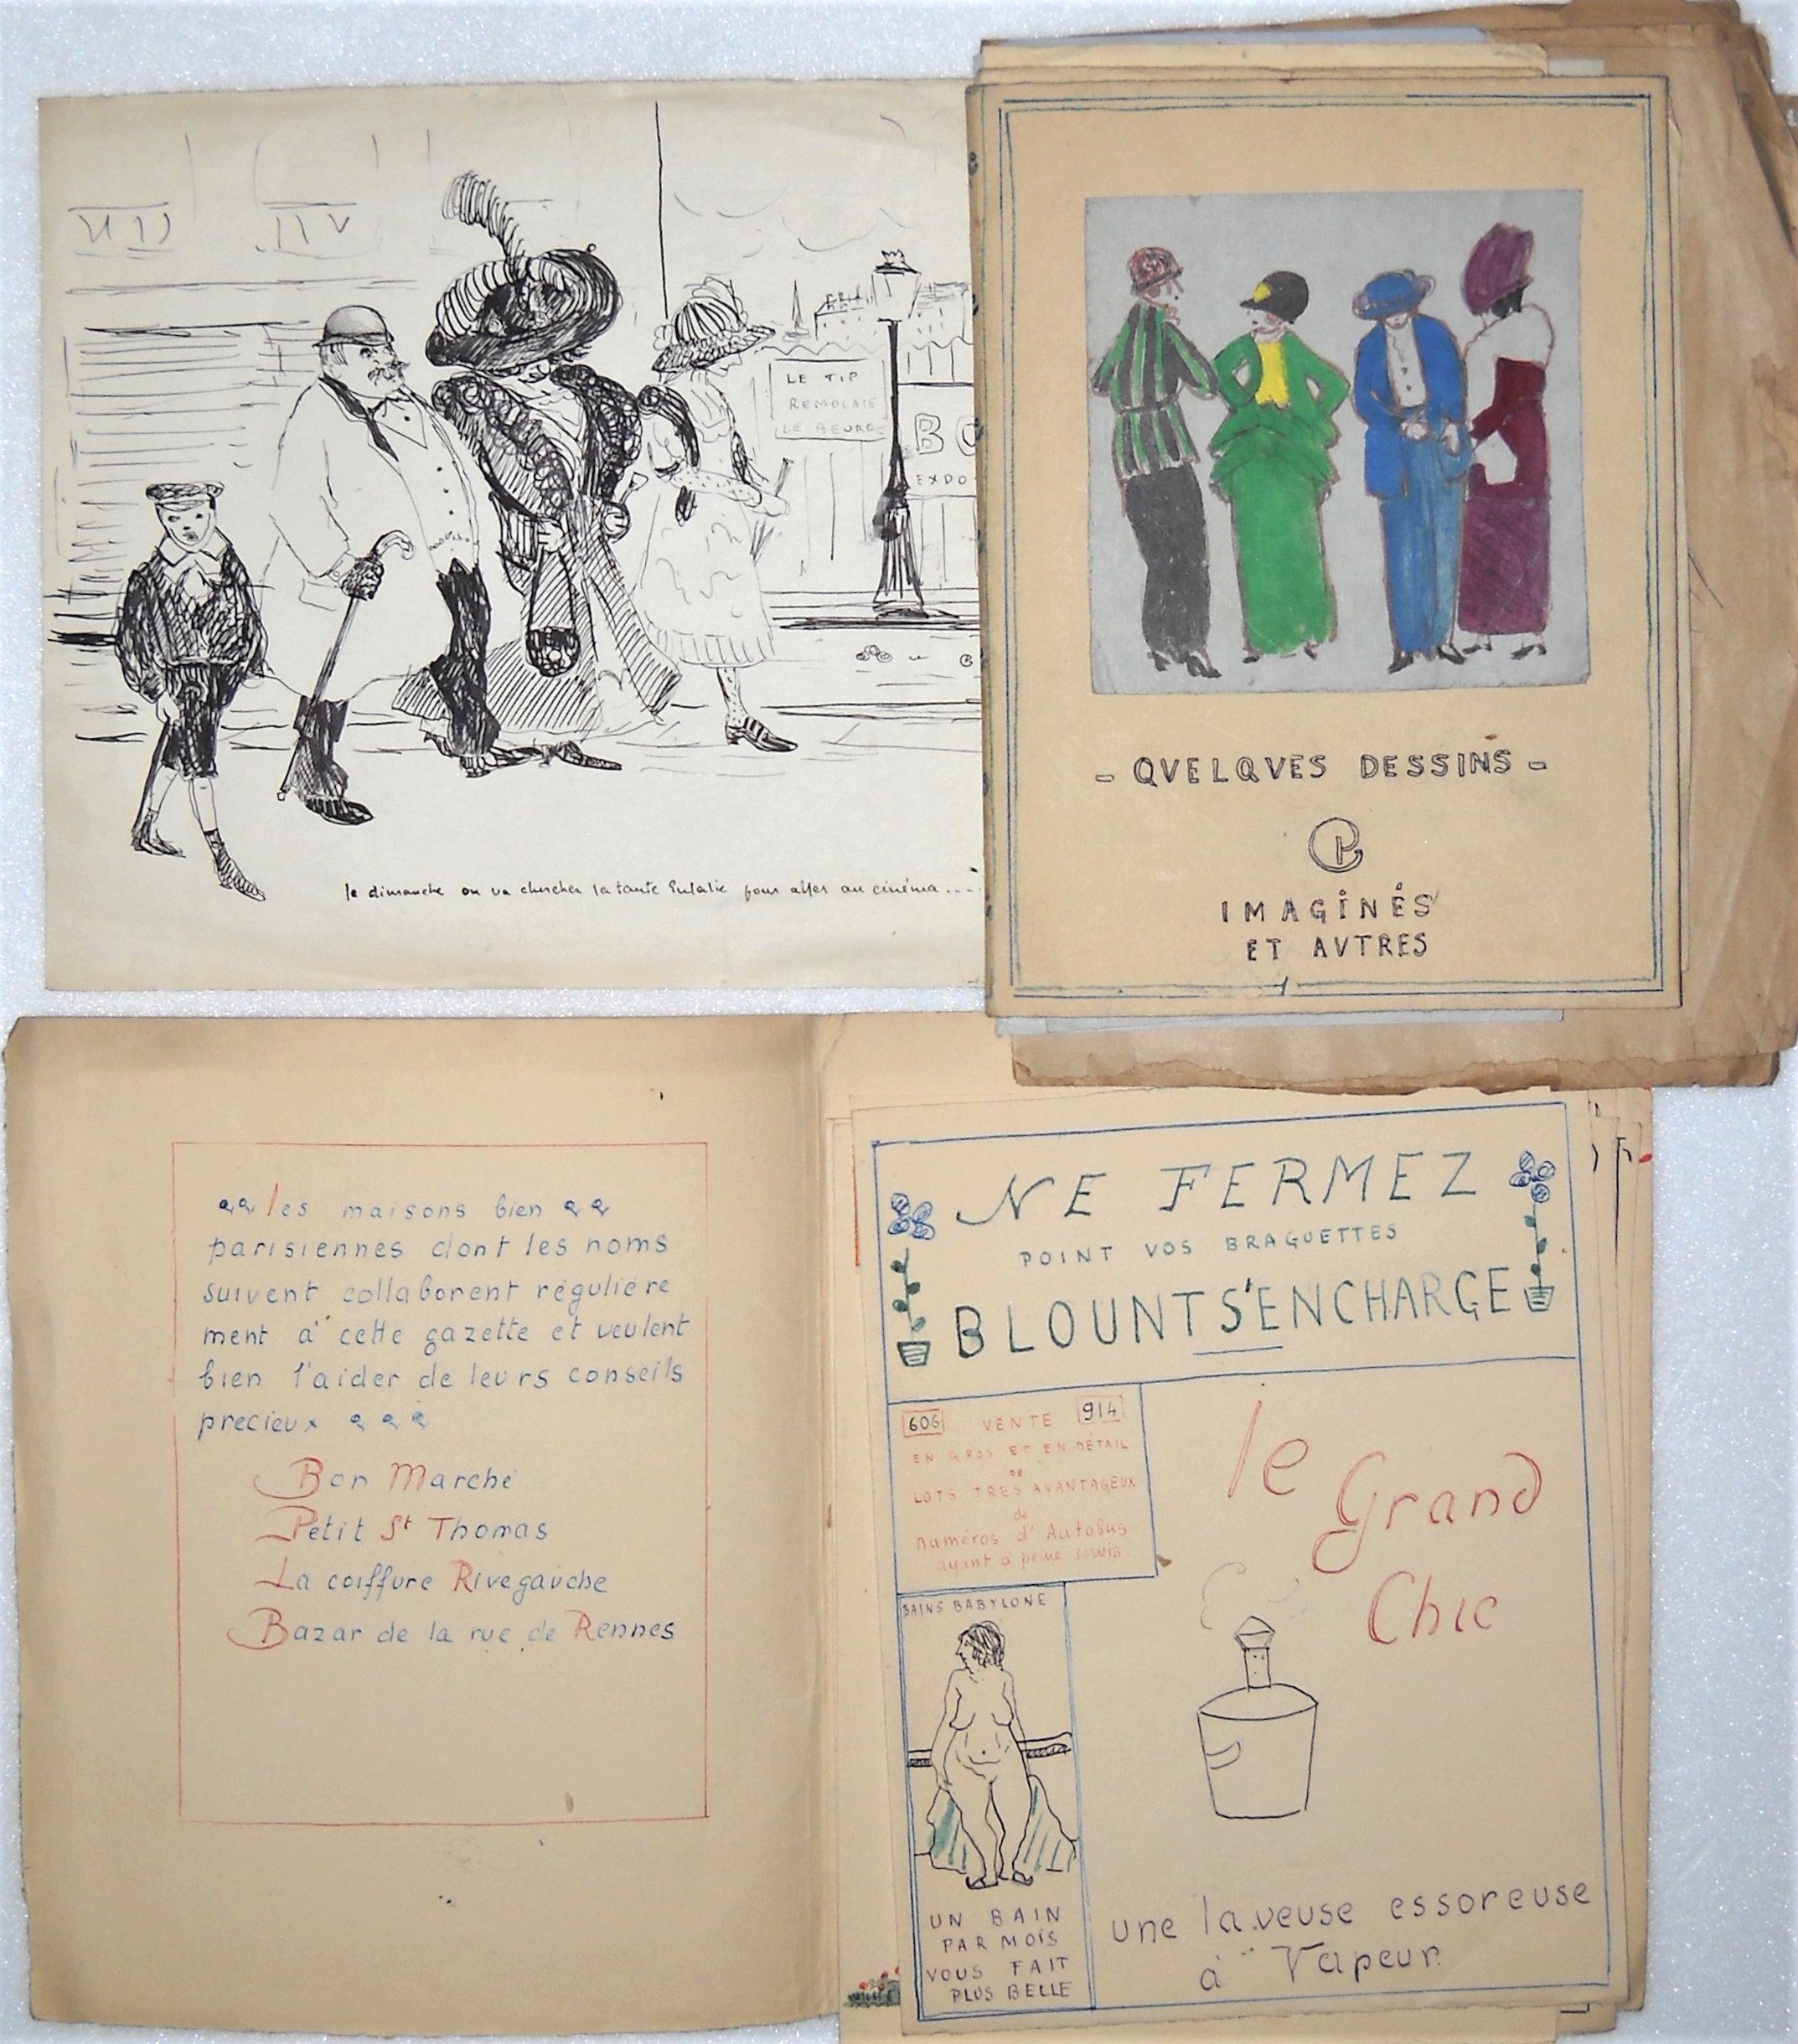 LE TIP
REMPLACE
LE BEURRE
BO
EXPO
le dimanche on va chercher la tante Eulalie pour aller au cinéma....
- QVELQVES DESSINS -
IMAGINÉS
ET AVTRES
les maisons bien
parisiennes dont les noms
suivent collaborent régulière
ment à cette gazette et veulent
bien l'aider de leurs conseils
precieux
Bon Marché
Petit St Thomas
La coiffure Rivegauche
Bazar de la rue de Rennes
NE FERMEZ
POINT VOS BRAGUETTES
BLOUNT S'EN CHARGE
606 VENTE 914
EN GROS ET EN DÉTAIL
DE
LOTS TRES AVANTAGEUX
de
numéros d'Autobus
ayant à peine servis.
BAINS BABYLONE
UN BAIN
PAR MOIS
VOUS FAIT
PLUS BELLE
le
Grand
Chic
une laveuse essoreuse
à Vapeur.